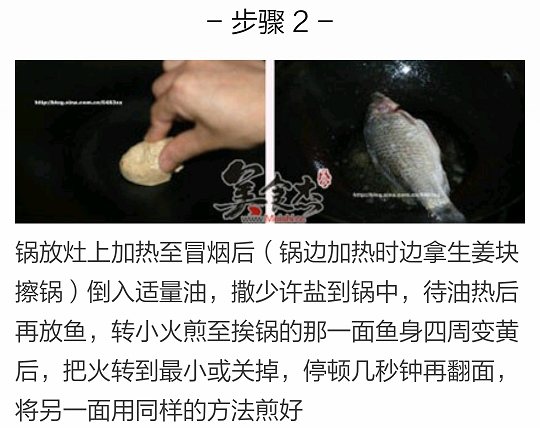 －步骤 2－
http://blog.sina.com.cn/6463zz
美食杰
http://blog.sina.com.cn/6463
锅放灶上加热至冒烟后（锅边加热时边拿生姜块
擦锅）倒入适量油，撒少许盐到锅中，待油热后
再放鱼，转小火煎至挨锅的那一面鱼身四周变黄
后，把火转到最小或关掉，停顿几秒钟再翻面，
将另一面用同样的方法煎好